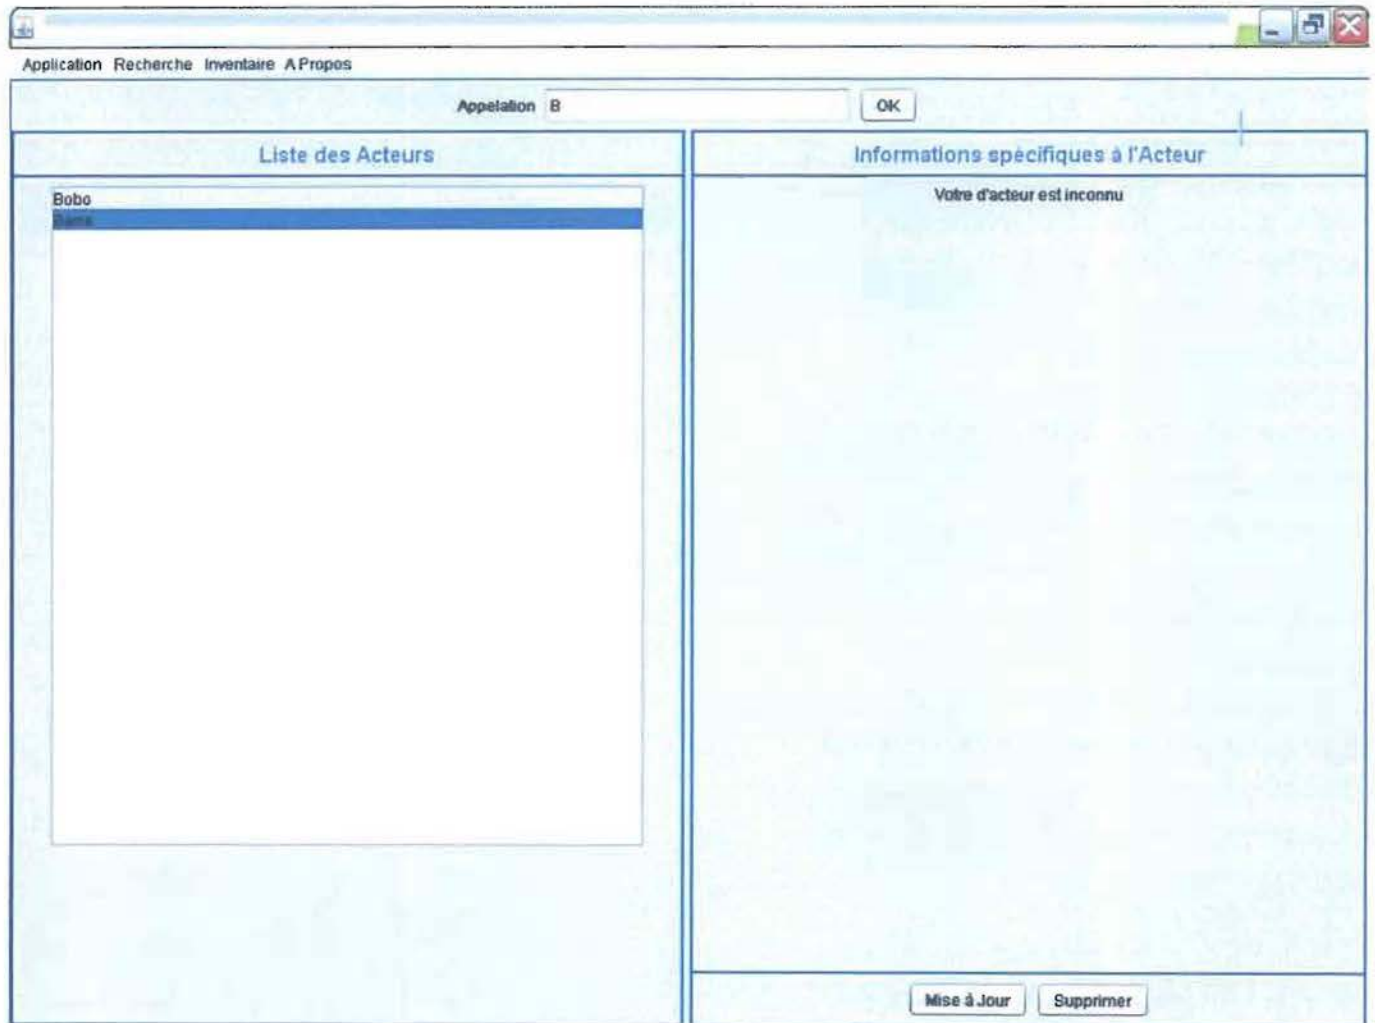 Application Recherche Inventaire A Propos
Appelation B OK
Liste des Acteurs
Bobo
Informations spécifiques à l'Acteur
Votre d'acteur est inconnu
Mise à Jour Supprimer